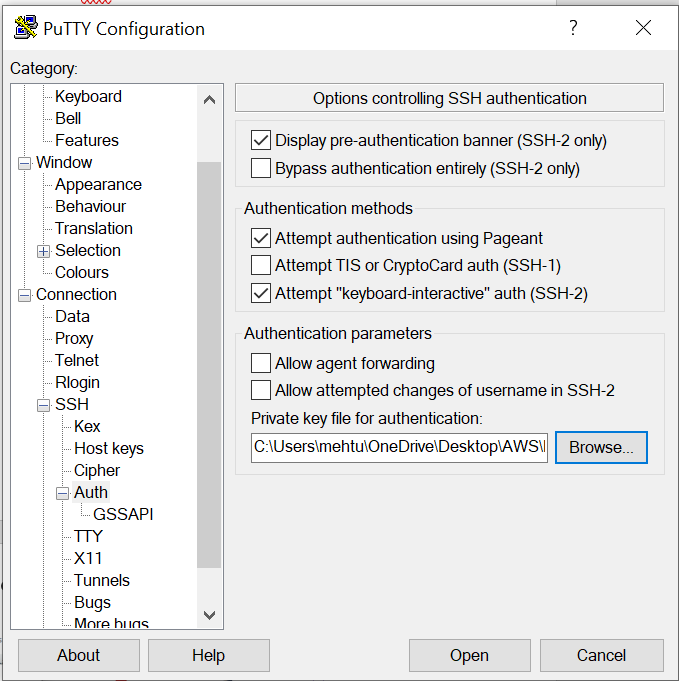 PuTTY Configuration
?
Category:
Keyboard
Bell
Features
Window
Appearance
Behaviour
Translation
Selection
Colours
Connection
Data
Proxy
Telnet
Rlogin
SSH
Kex
Host keys
Cipher
Auth
GSSAPI
TTY
X11
Tunnels
Bugs
More bugs
Options controlling SSH authentication
Display pre-authentication banner (SSH-2 only)
Bypass authentication entirely (SSH-2 only)
Authentication methods
Attempt authentication using Pageant
Attempt TIS or CryptoCard auth (SSH-1)
Attempt "keyboard-interactive" auth (SSH-2)
Authentication parameters
Allow agent forwarding
Allow attempted changes of username in SSH-2
Private key file for authentication:
C:\Users\mehtu\OneDrive\Desktop\AWS\
Browse...
About
Help
Open
Cancel